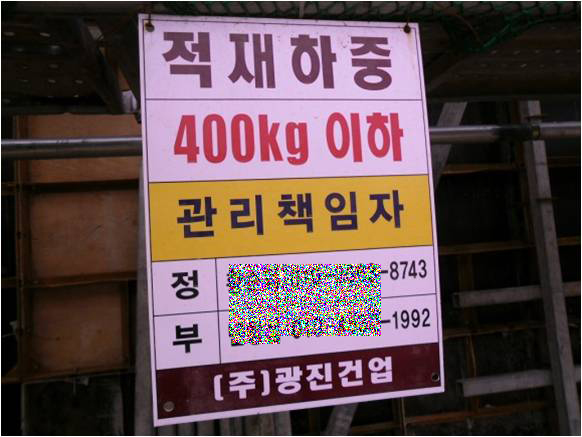 적재하중
400kg 이하
관리책임자
정 -8743
부 -1992
(주)광진건업